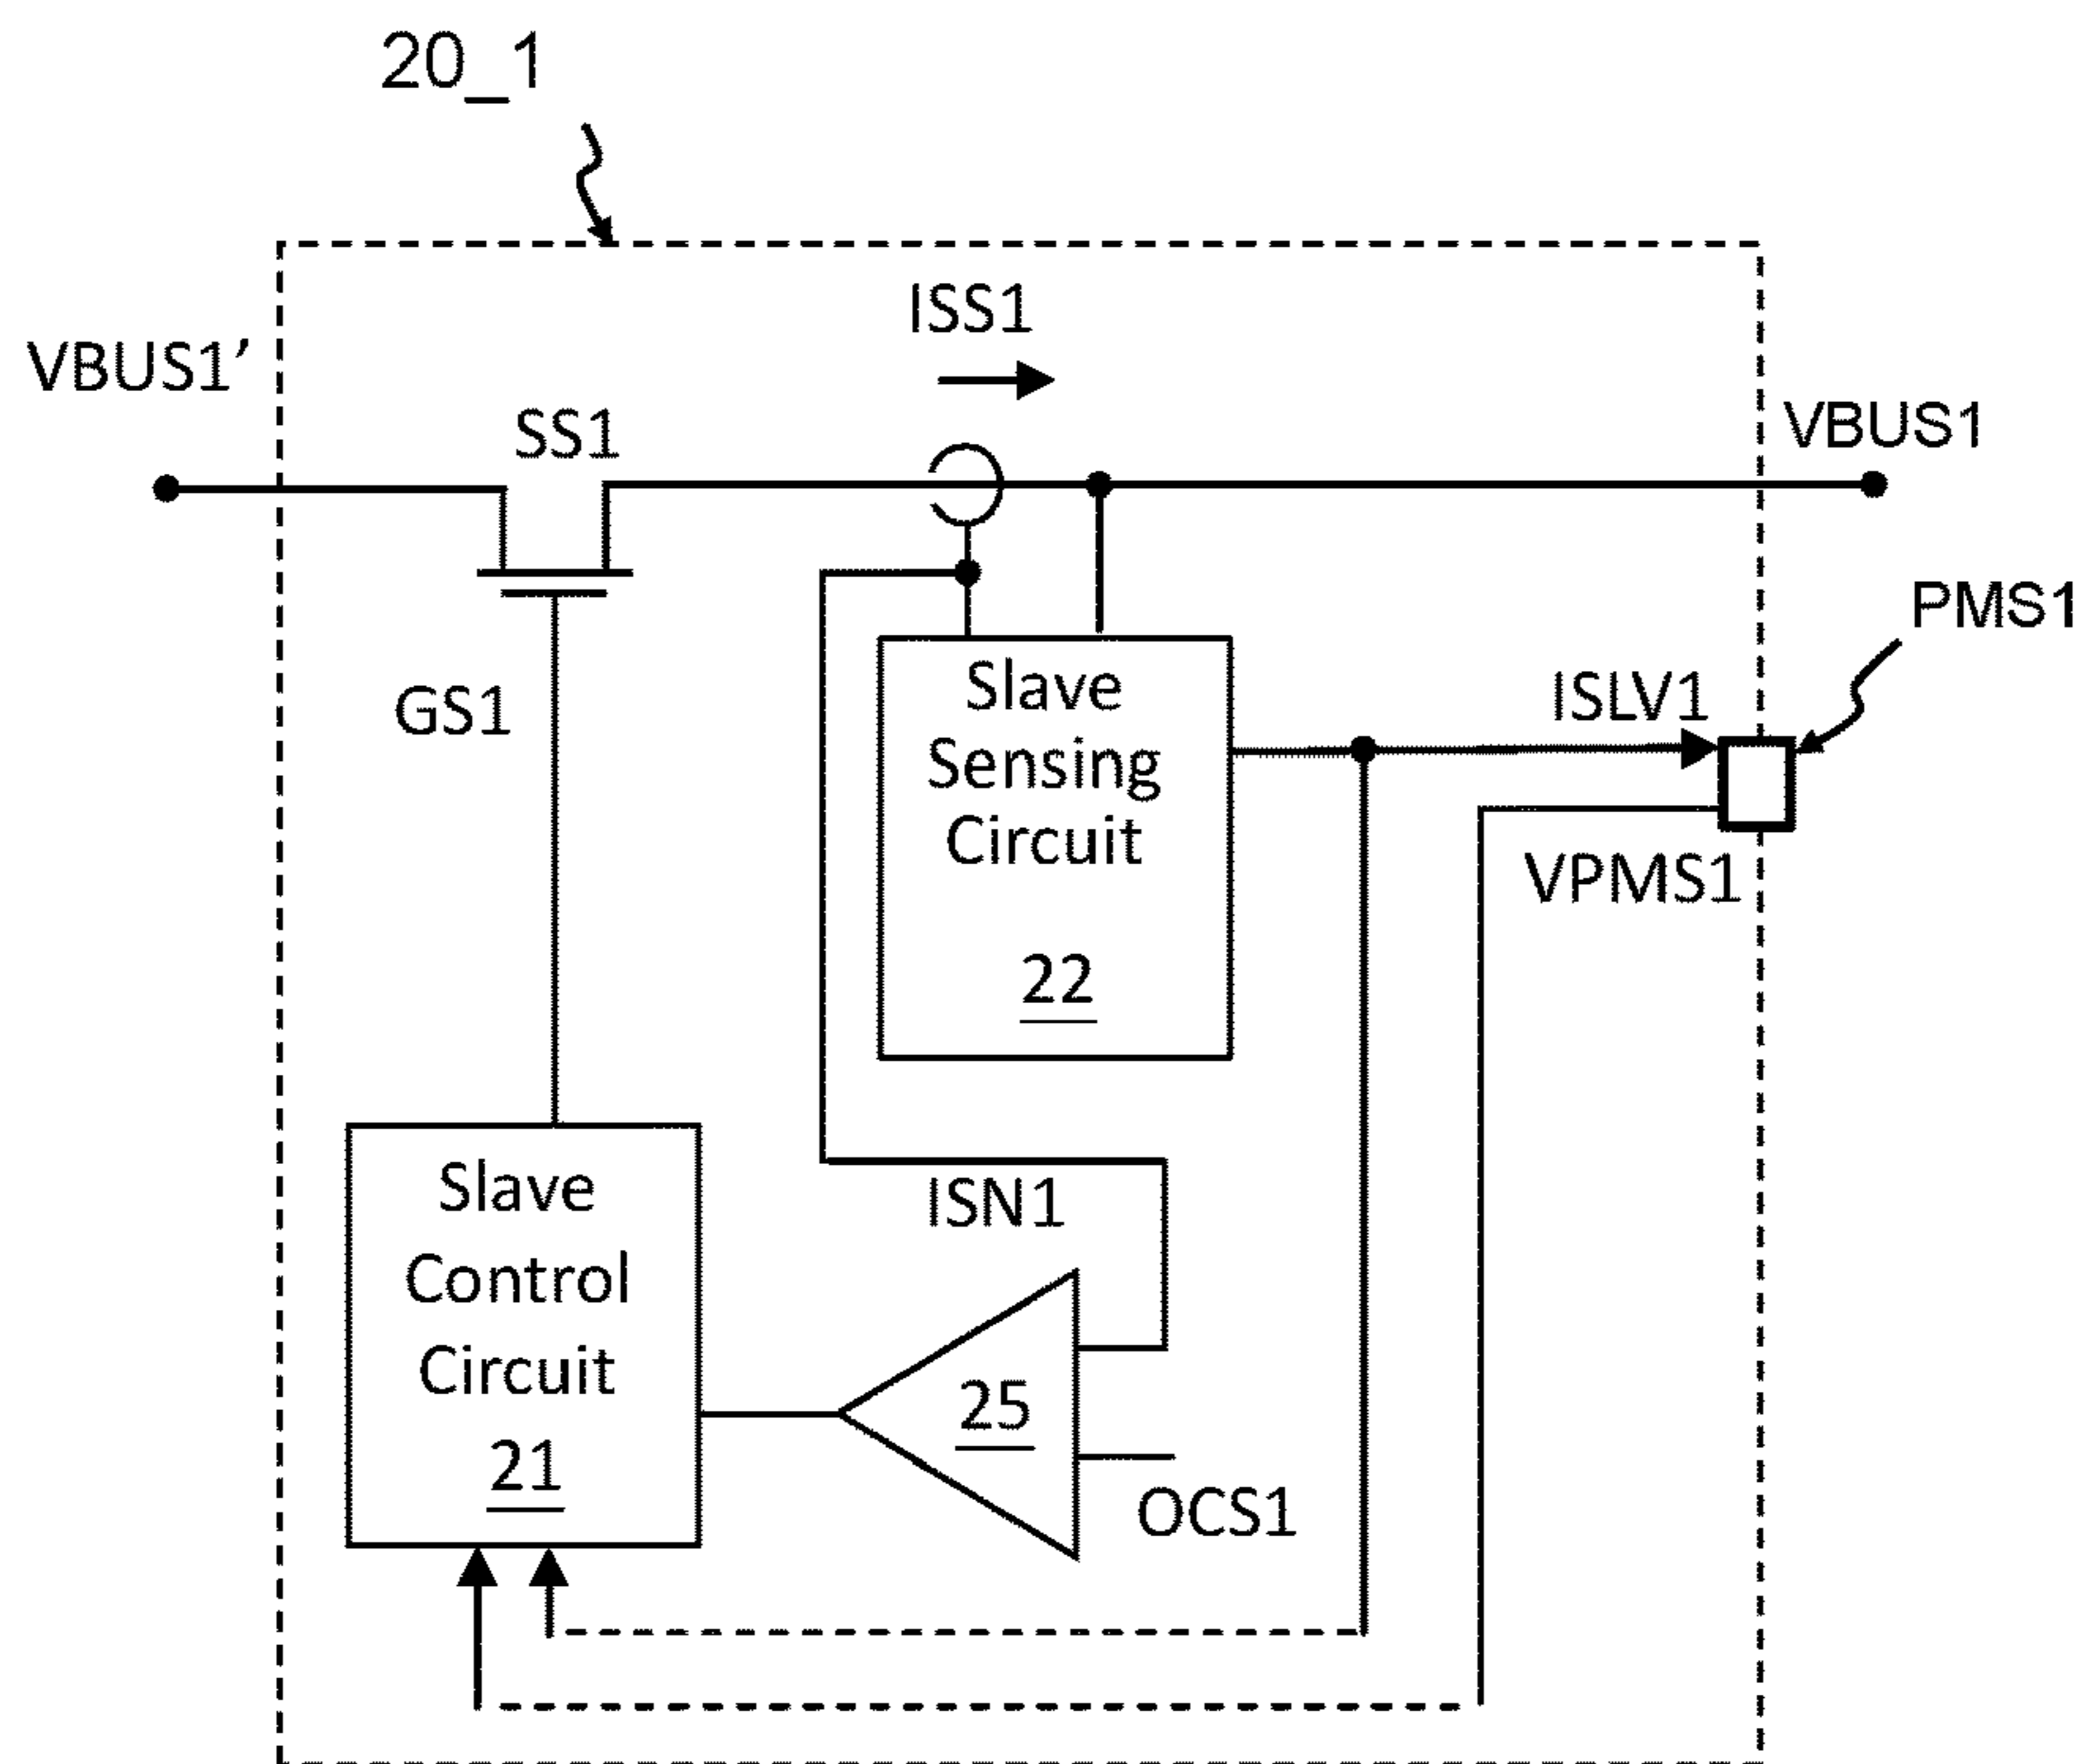 20_1
ISS1
VBUS1’
SS1
VBUS1
PMS1
GS1
Slave
Sensing
Circuit
22
ISLV1
VPMS1
Slave
Control
Circuit
21
ISN1
25
OCS1